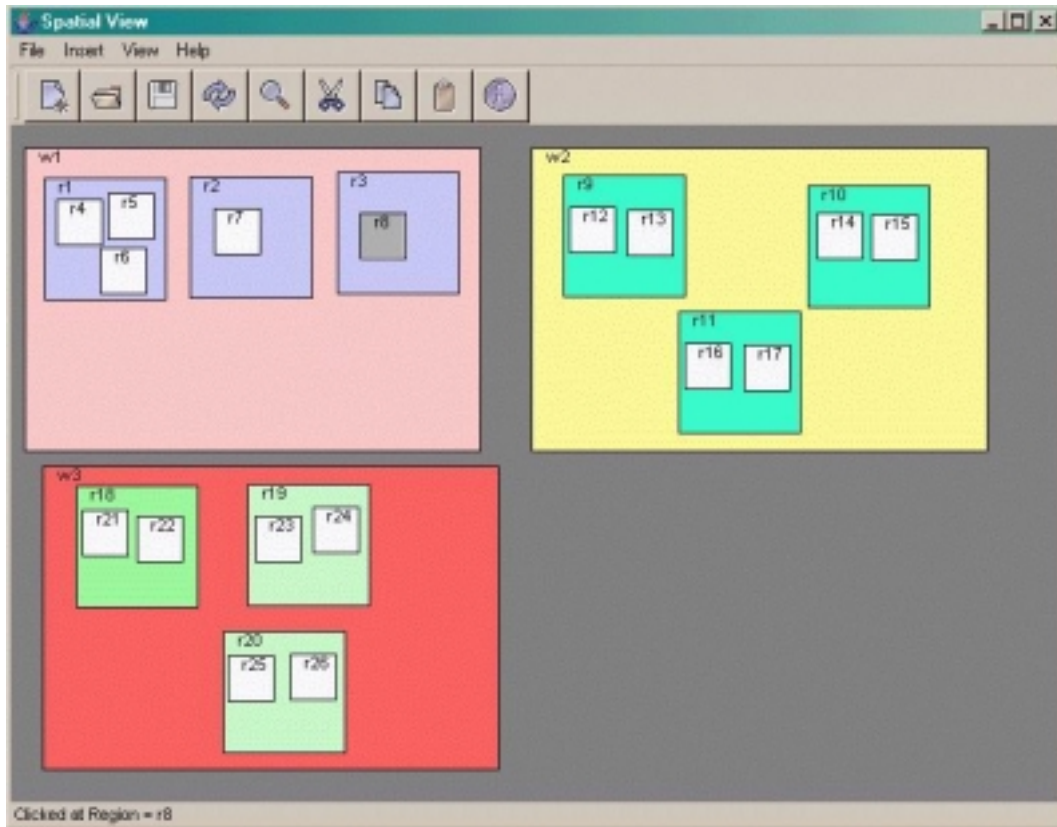 Spatial View
File Insert View Help
w1
r1
r4
r5
r6
r2
r7
r3
r8
w2
r9
r12
r13
r10
r14
r15
r11
r16
r17
w3
r18
r21
r22
r19
r23
r24
r20
r25
r26
Clicked at Region = r8